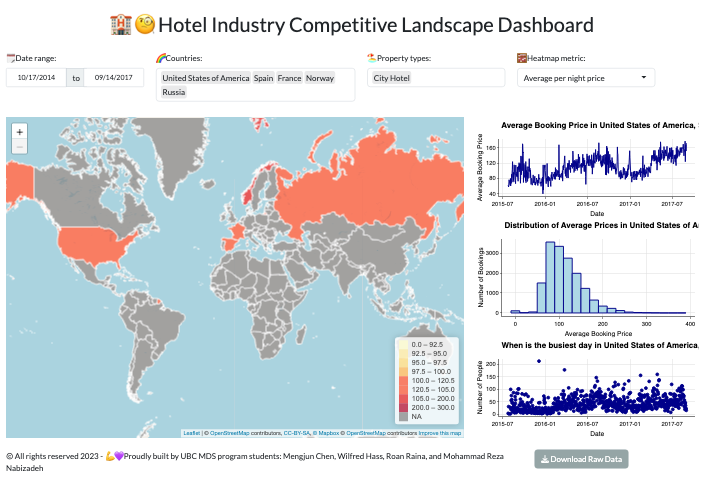 🏨🧐Hotel Industry Competitive Landscape Dashboard
📆Date range:
10/17/2014 to 09/14/2017
🌈Countries:
United States of America Spain France Norway
Russia
🏖️Property types:
City Hotel
Heatmap metric:
Average per night price
+
−
0.0 – 92.5
92.5 – 95.0
95.0 – 97.5
97.5 – 100.0
100.0 – 120.5
120.5 – 105.0
105.0 – 200.0
200.0 – 300.0
NA
Leaflet | © OpenStreetMap contributors, CC-BY-SA, © Mapbox © OpenStreetMap contributors Improve this map
Average Booking Price in United States of America,
Average Booking Price
160
120
80
40
2015-07 2016-01 2016-07 2017-01 2017-07
Date
Distribution of Average Prices in United States of A
Number of Bookings
3000
2000
1000
0
0 100 200 300 400
Average Booking Price
When is the busiest day in United States of America,
Number of People
200
150
100
50
0
2015-07 2016-01 2016-07 2017-01 2017-07
Date
© All rights reserved 2023 - 💪💜Proudly built by UBC MDS program students: Mengjun Chen, Wilfred Hass, Roan Raina, and Mohammad Reza
Nabizadeh
Download Raw Data